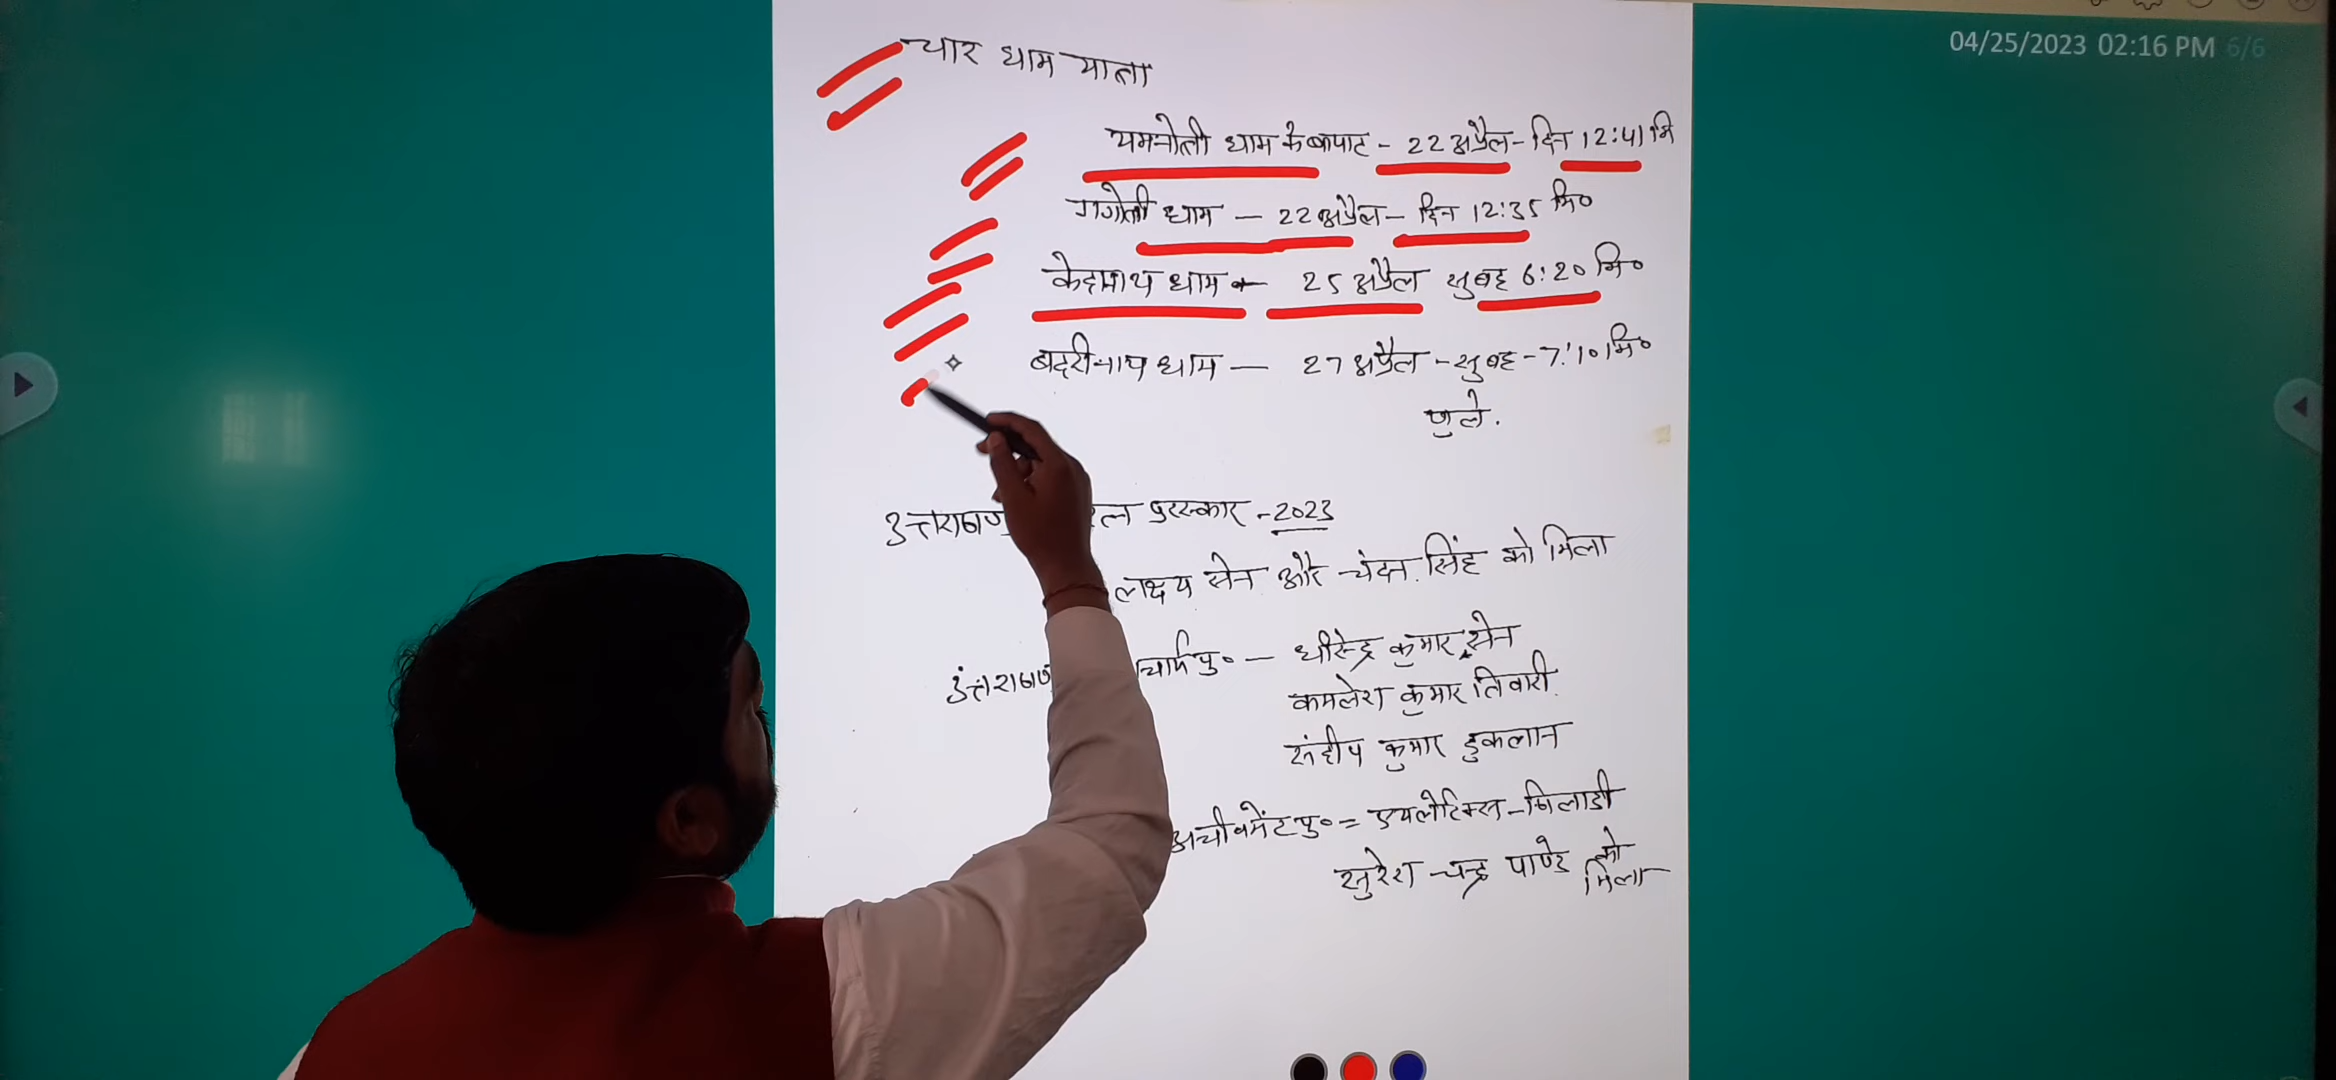 04/25/2023 02:16 PM 6/6
चार धाम यात्रा
यमनोत्री धाम के कपाट - 22 अप्रैल - दिन 12:41 मि
गगोत्री धाम — 22 अप्रैल - दिन 12:35 मि०
केदारनाथ धाम - 25 अप्रैल सुबह 6:20 मि०
बदरीनाथ धाम — 27 अप्रैल - सुबह - 7:10 मि०
खुले.
पुरस्कार - 2023
लक्ष्य सेन और चंदन सिंह को मिला
पु० — धीरेन्द्र कुमार सेन
कमलेश कुमार तिवारी
संदीप कुमार डुकलान
अचीवमेंट पु० = एथलेटिक्स - खिलाडी
सुरेश चन्द्र पाण्डे को
मिला